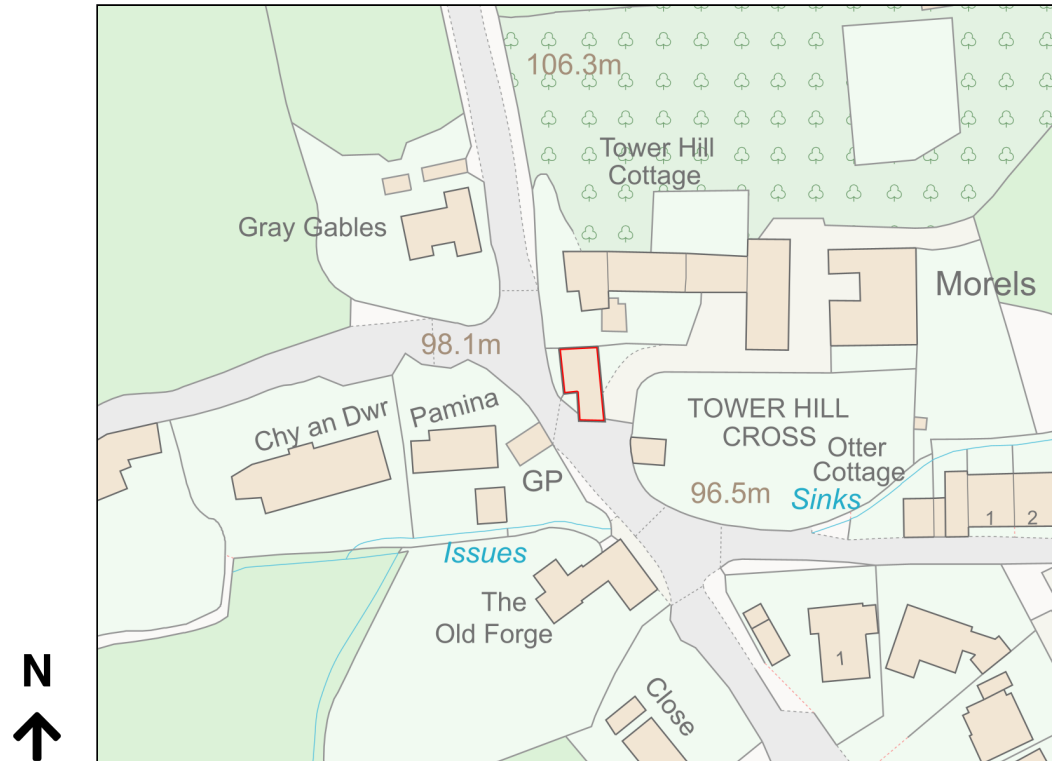 106.3m
Tower Hill
Cottage
Gray Gables
Morels
98.1m
Chy an Dwr
Pamina
TOWER HILL
CROSS
Otter
Cottage
GP
96.5m
Sinks
1
2
Issues
The
Old Forge
1
Close
N